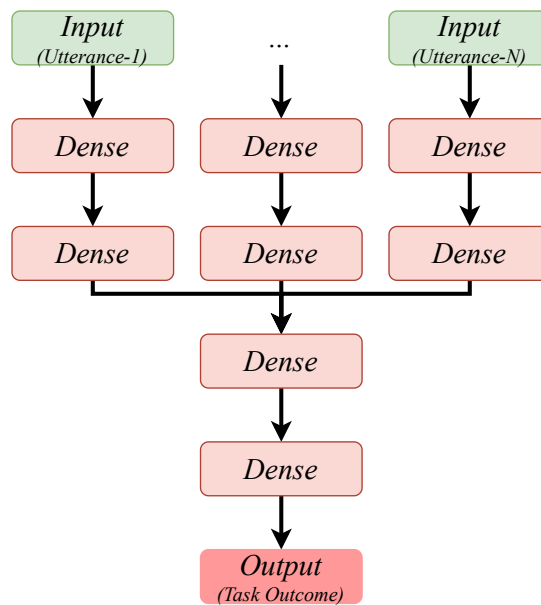 Input
(Utterance-1)
...
Input
(Utterance-N)
Dense
Dense
Dense
Dense
Dense
Dense
Dense
Dense
Output
(Task Outcome)